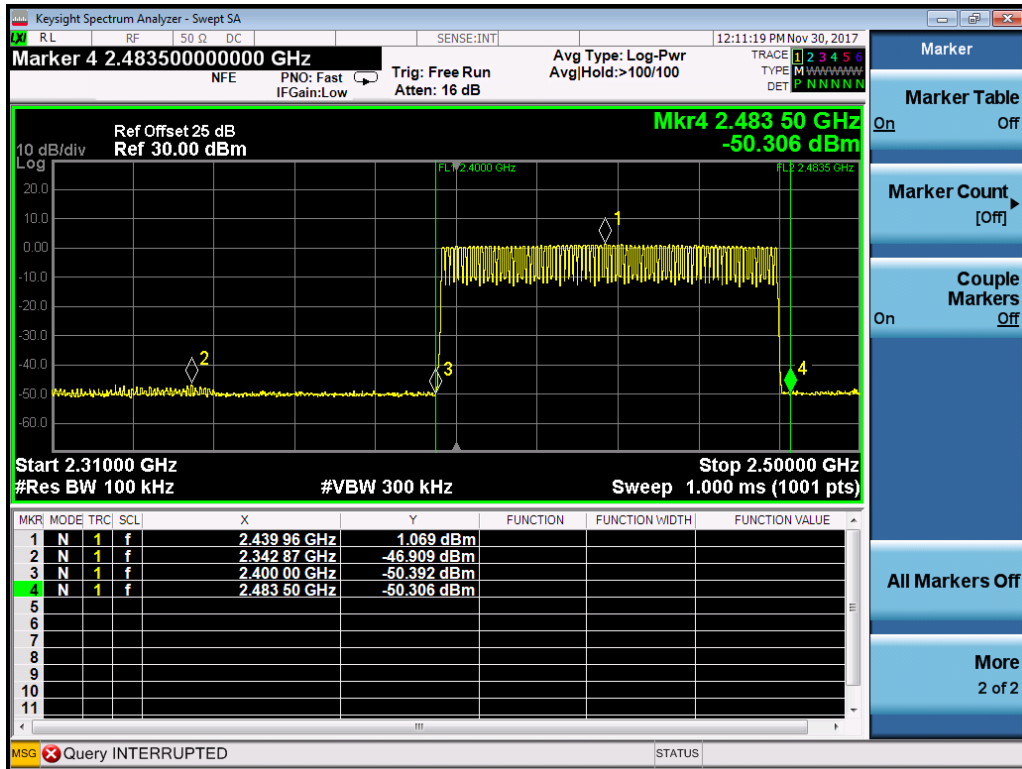 Keysight Spectrum Analyzer - Swept SA
LXI RL RF 50 Ω DC SENSE:INT 12:11:19 PM Nov 30, 2017
Marker 4 2.483500000000 GHz
NFE PNO: Fast Trig: Free Run Avg Type: Log-Pwr TRACE 1 2 3 4 5 6
IFGain:Low Atten: 16 dB Avg|Hold:>100/100 TYPE M W W W W W
DET P N N N N N
Marker
Marker Table
On Off
Marker Count
[Off]
Couple
Markers
On Off
All Markers Off
More
2 of 2
Mkr4 2.483 50 GHz
-50.306 dBm
Ref Offset 25 dB
10 dB/div Ref 30.00 dBm
Log
FL1 2.4000 GHz FL2 2.4835 GHz
20.0
10.0
0.00
-10.0
-20.0
-30.0
-40.0
-50.0
-60.0
1
2
3
4
Start 2.31000 GHz Stop 2.50000 GHz
#Res BW 100 kHz #VBW 300 kHz Sweep 1.000 ms (1001 pts)
MKR MODE TRC SCL X Y FUNCTION FUNCTION WIDTH FUNCTION VALUE
1 N 1 f 2.439 96 GHz 1.069 dBm
2 N 1 f 2.342 87 GHz -46.909 dBm
3 N 1 f 2.400 00 GHz -50.392 dBm
4 N 1 f 2.483 50 GHz -50.306 dBm
5
6
7
8
9
10
11
MSG Query INTERRUPTED STATUS